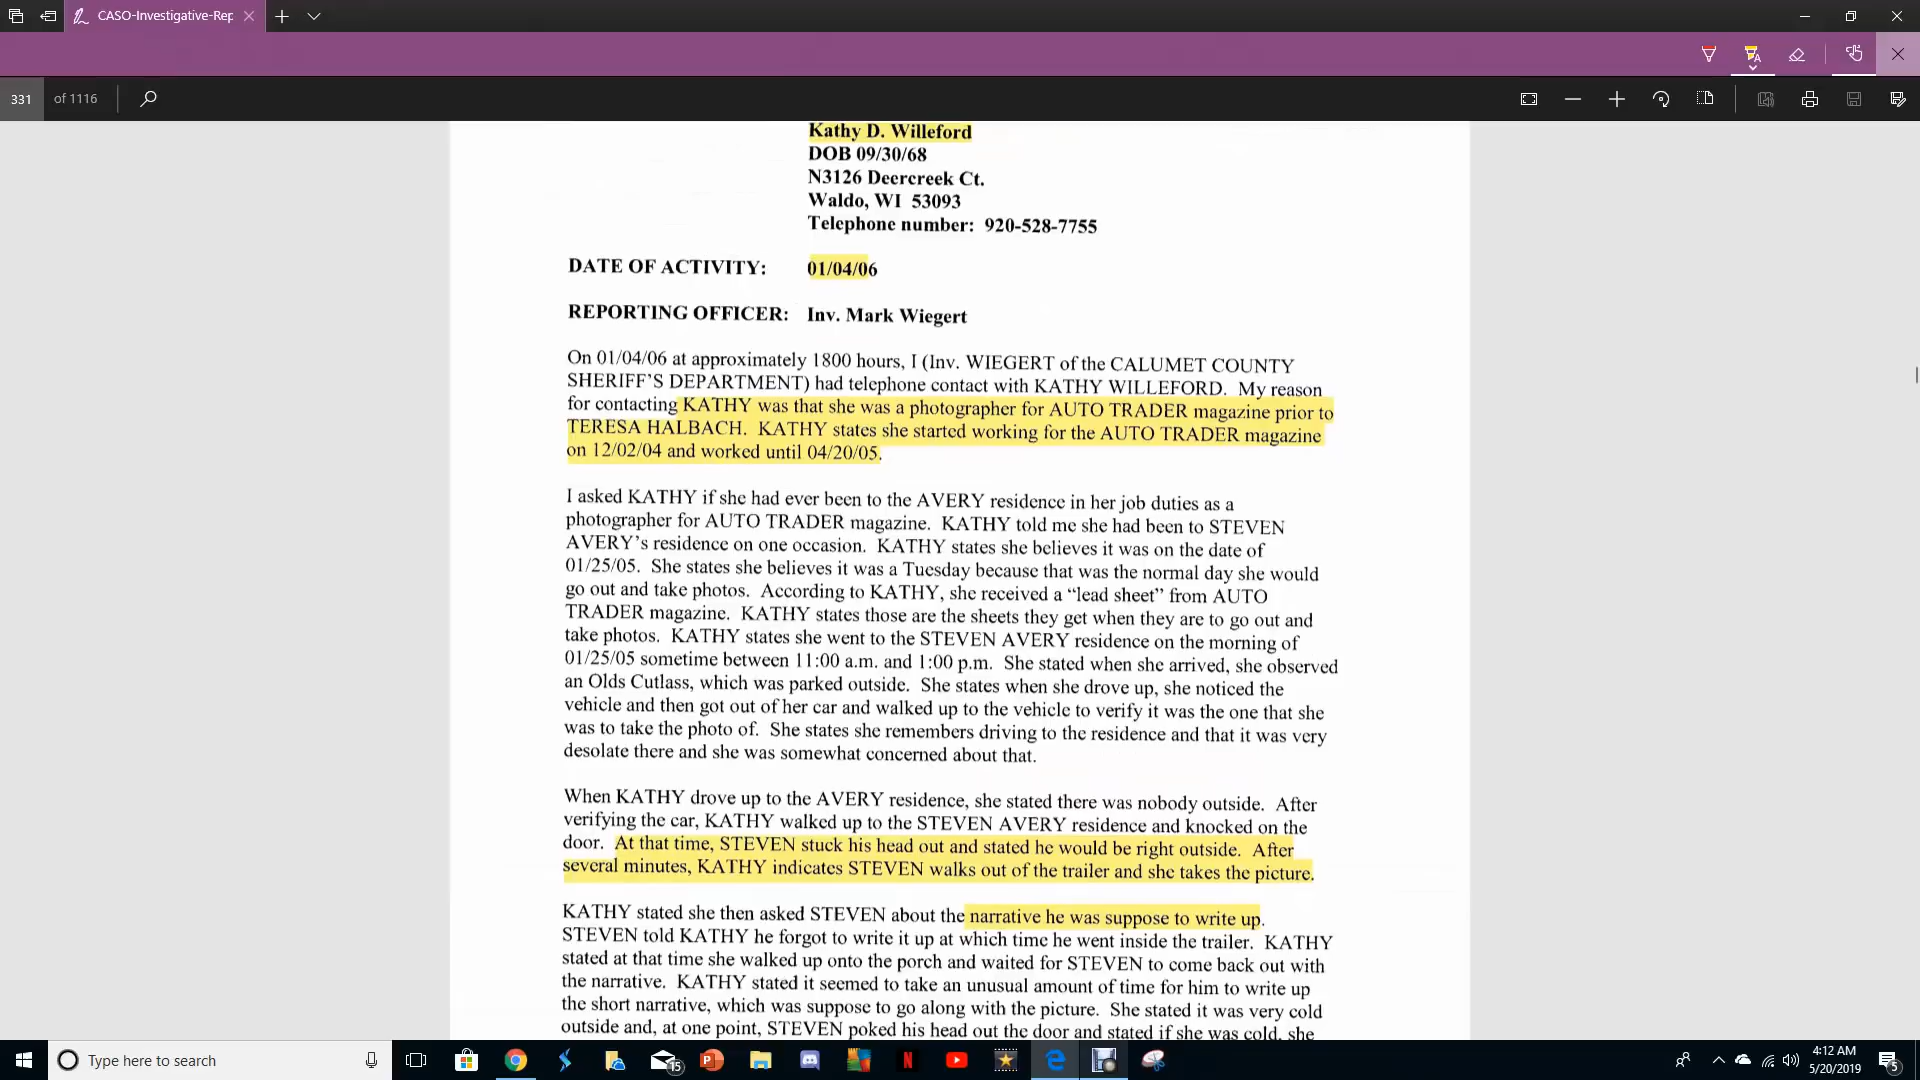 CASO-Investigative-Rep
331 of 1116
Kathy D. Willeford
DOB 09/30/68
N3126 Deercreek Ct.
Waldo, WI 53093
Telephone number: 920-528-7755
DATE OF ACTIVITY: 01/04/06
REPORTING OFFICER: Inv. Mark Wiegert
On 01/04/06 at approximately 1800 hours, I (Inv. WIEGERT of the CALUMET COUNTY
SHERIFF'S DEPARTMENT) had telephone contact with KATHY WILLEFORD. My reason
for contacting KATHY was that she was a photographer for AUTO TRADER magazine prior to
TERESA HALBACH. KATHY states she started working for the AUTO TRADER magazine
on 12/02/04 and worked until 04/20/05.
I asked KATHY if she had ever been to the AVERY residence in her job duties as a
photographer for AUTO TRADER magazine. KATHY told me she had been to STEVEN
AVERY'S residence on one occasion. KATHY states she believes it was on the date of
01/25/05. She states she believes it was a Tuesday because that was the normal day she would
go out and take photos. According to KATHY, she received a "lead sheet" from AUTO
TRADER magazine. KATHY states those are the sheets they get when they are to go out and
take photos. KATHY states she went to the STEVEN AVERY residence on the morning of
01/25/05 sometime between 11:00 a.m. and 1:00 p.m. She stated when she arrived, she observed
an Olds Cutlass, which was parked outside. She states when she drove up, she noticed the
vehicle and then got out of her car and walked up to the vehicle to verify it was the one that she
was to take the photo of. She states she remembers driving to the residence and that it was very
desolate there and she was somewhat concerned about that.
When KATHY drove up to the AVERY residence, she stated there was nobody outside. After
verifying the car, KATHY walked up to the STEVEN AVERY residence and knocked on the
door. At that time, STEVEN stuck his head out and stated he would be right outside. After
several minutes, KATHY indicates STEVEN walks out of the trailer and she takes the picture.
KATHY stated she then asked STEVEN about the narrative he was suppose to write up.
STEVEN told KATHY he forgot to write it up at which time he went inside the trailer. KATHY
stated at that time she walked up onto the porch and waited for STEVEN to come back out with
the narrative. KATHY stated it seemed to take an unusual amount of time for him to write up
the short narrative, which was suppose to go along with the picture. She stated it was very cold
outside and, at one point, STEVEN poked his head out the door and stated if she was cold, she
Type here to search
15
4:12 AM
5/20/2019
5